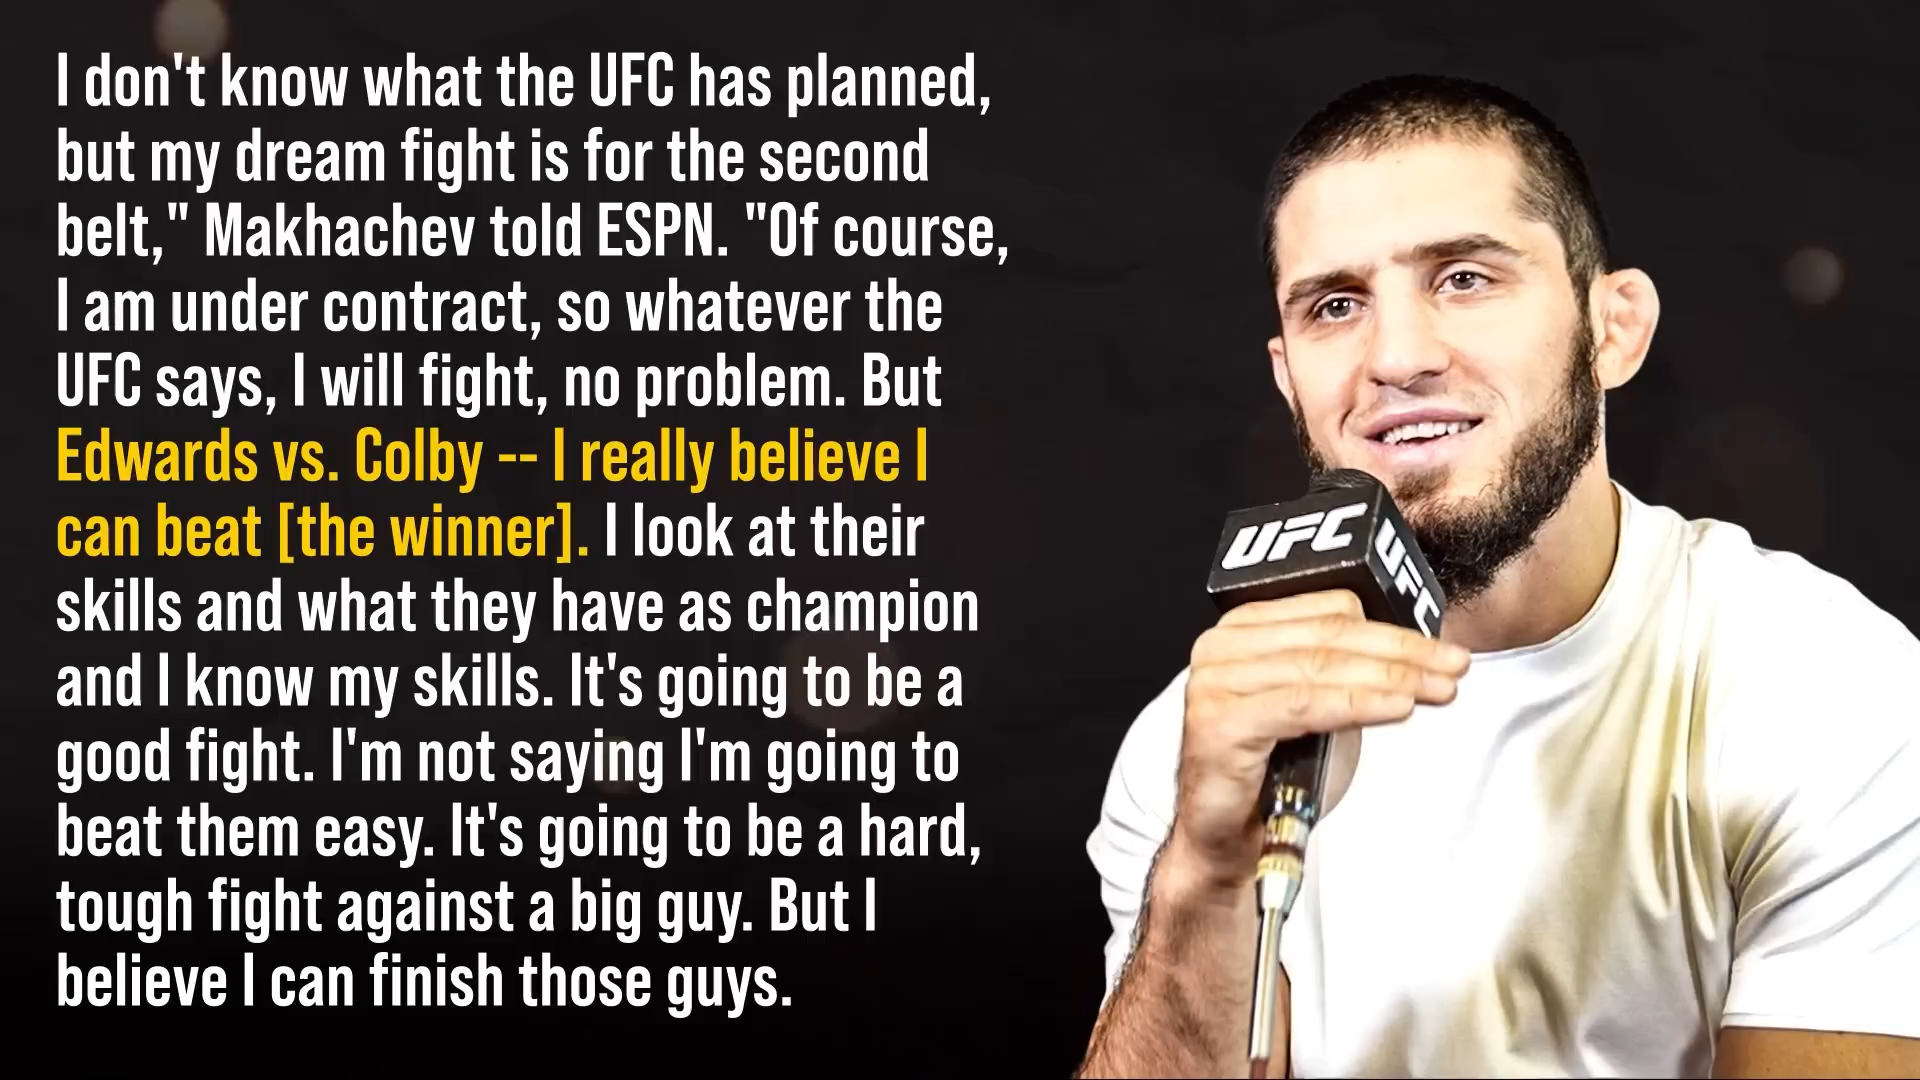 I don't know what the UFC has planned,
but my dream fight is for the second
belt," Makhachev told ESPN. "Of course,
I am under contract, so whatever the
UFC says, I will fight, no problem. But
Edwards vs. Colby -- I really believe I
can beat [the winner]. I look at their
skills and what they have as champion
and I know my skills. It's going to be a
good fight. I'm not saying I'm going to
beat them easy. It's going to be a hard,
tough fight against a big guy. But I
believe I can finish those guys.
UFC
UFC